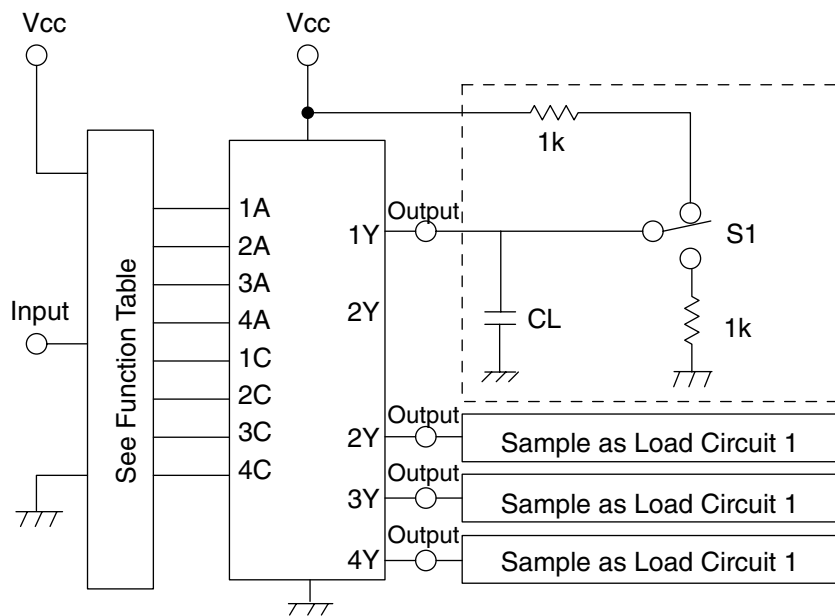 Vcc
Vcc
1k
1A
2A
3A
4A
1C
2C
3C
4C
See Function Table
Input
1Y
Output
S1
2Y
CL
1k
Output
2Y
Sample as Load Circuit 1
Output
3Y
Sample as Load Circuit 1
Output
4Y
Sample as Load Circuit 1